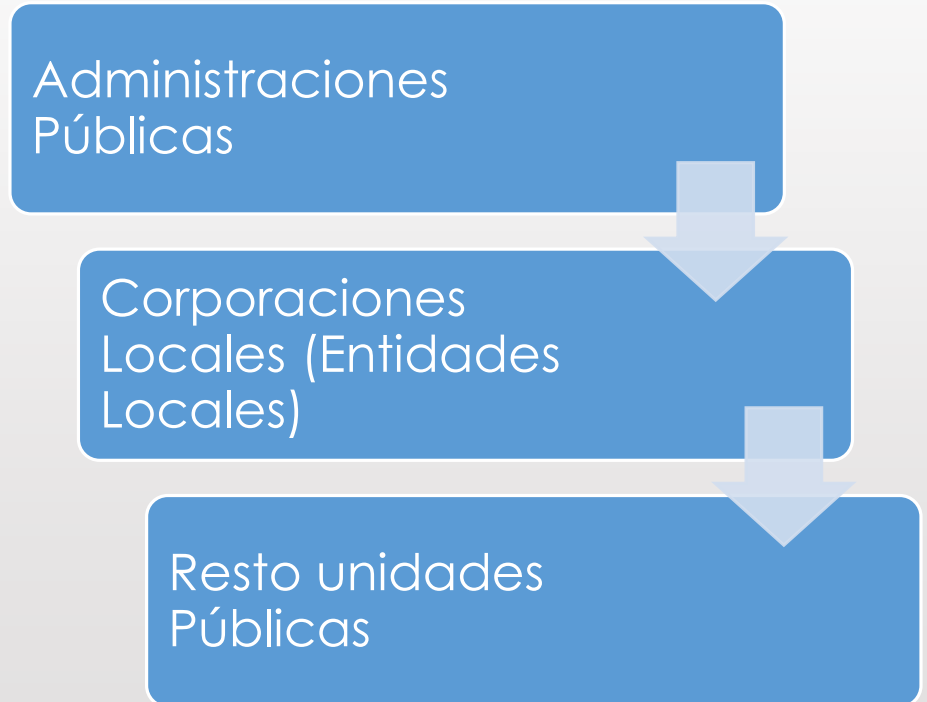 Administraciones
Públicas
Corporaciones
Locales (Entidades
Locales)
Resto unidades
Públicas